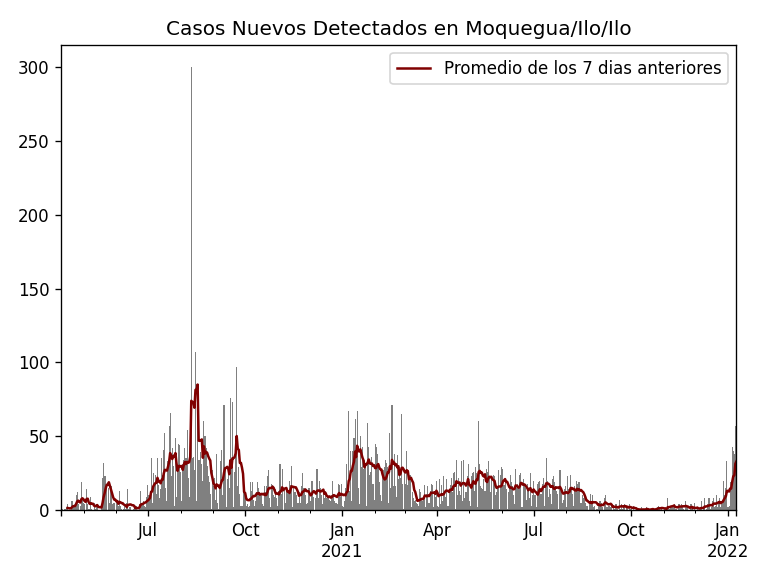 Casos Nuevos Detectados en Moquegua/Ilo/Ilo
Promedio de los 7 dias anteriores
300
250
200
150
100
50
0
Jul Oct Jan Apr Jul Oct Jan
2021 2022